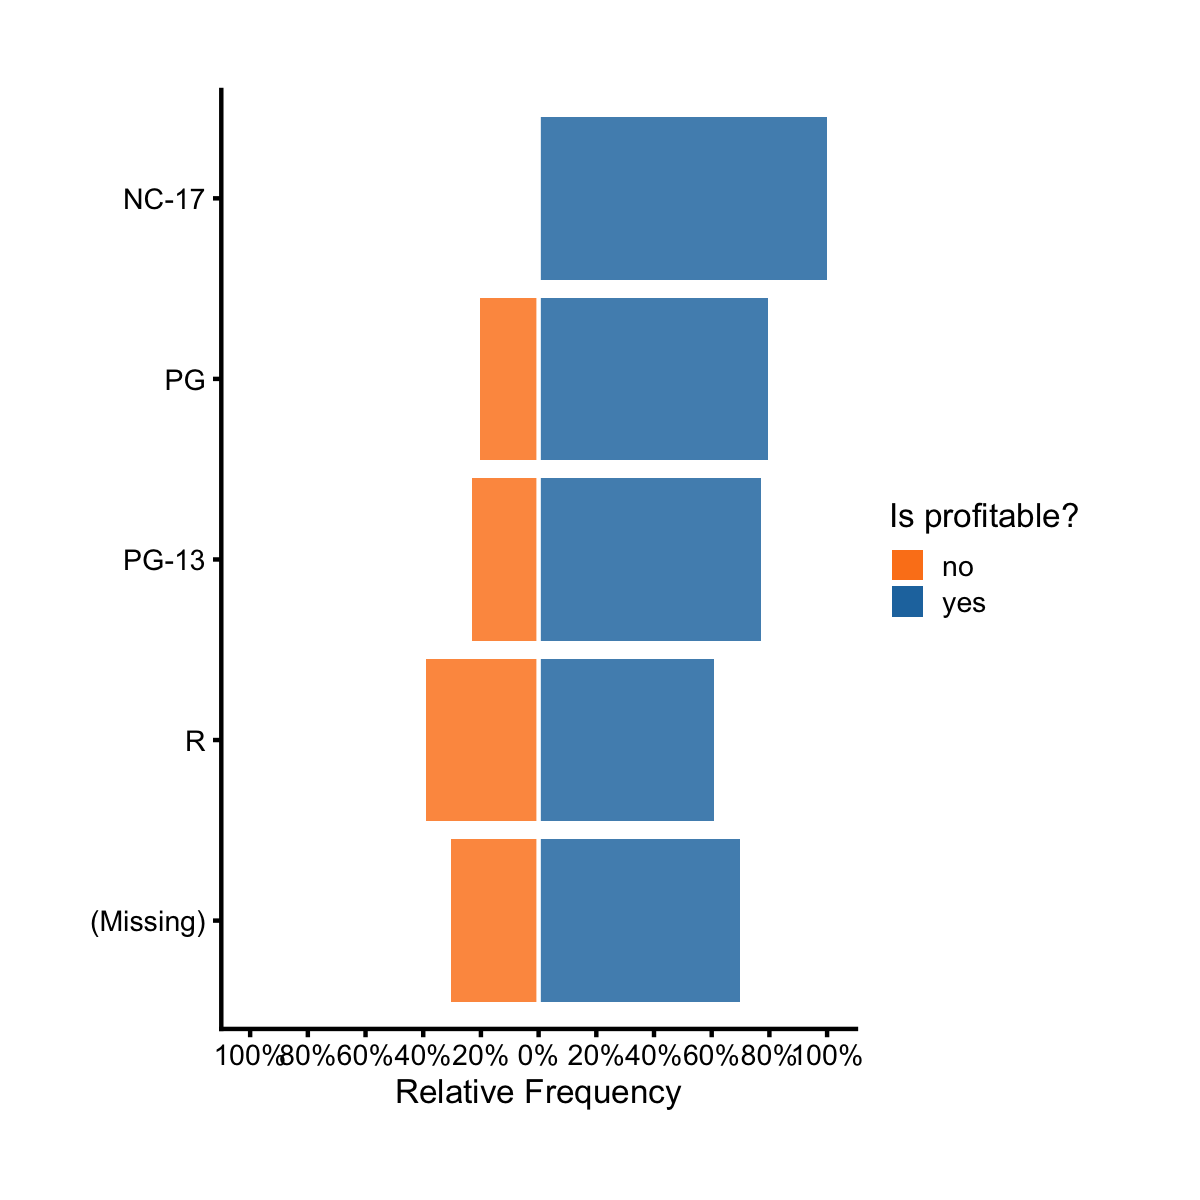 NC-17
PG
PG-13
R
(Missing)
100% 80% 60% 40% 20% 0% 20% 40% 60% 80% 100%
Relative Frequency
Is profitable?
no
yes